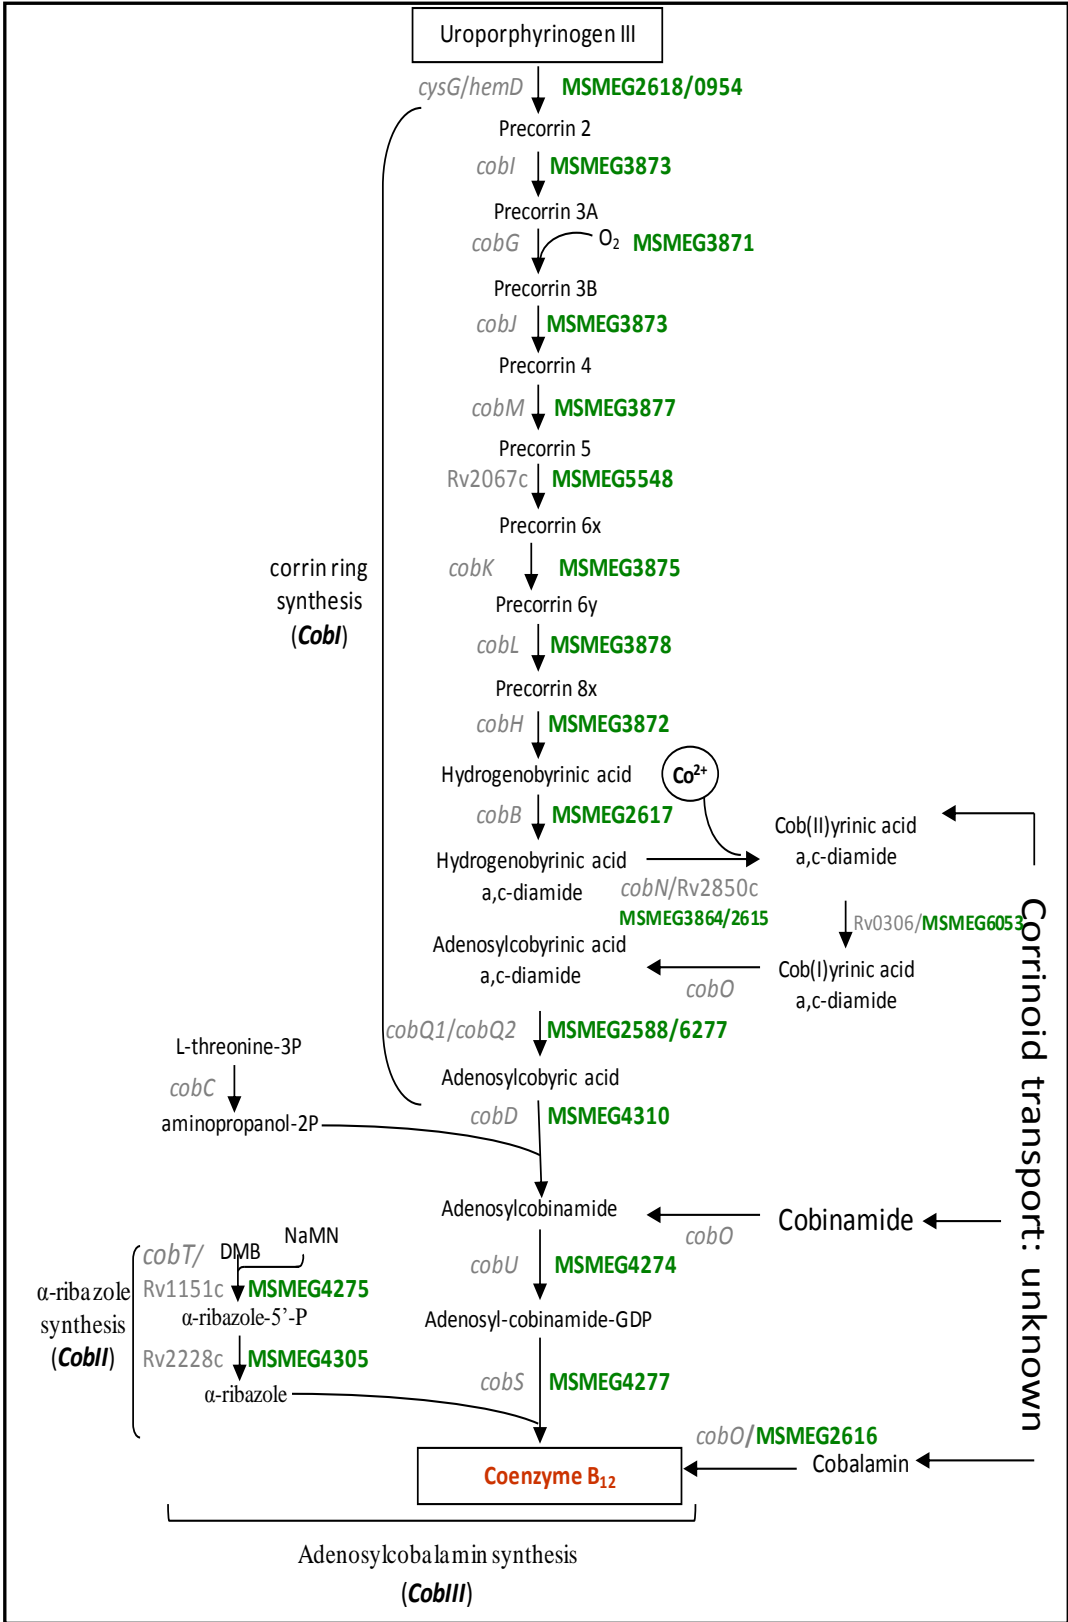 Uroporphyrinogen III
cysG/hemD MSMEG2618/0954
Precorrin 2
cobI MSMEG3873
Precorrin 3A
cobG O₂ MSMEG3871
Precorrin 3B
cobJ MSMEG3873
Precorrin 4
cobM MSMEG3877
Precorrin 5
Rv2067c MSMEG5548
Precorrin 6x
cobK MSMEG3875
Precorrin 6y
cobL MSMEG3878
Precorrin 8x
cobH MSMEG3872
corrin ring
synthesis
(CobI)
Hydrogenobyrinic acid
Co²⁺
cobB MSMEG2617
Hydrogenobyrinic acid
a,c-diamide
cobN/Rv2850c
MSMEG3864/2615
Cob(II)yrinic acid
a,c-diamide
Rv0306/MSMEG6053
Cob(I)yrinic acid
a,c-diamide
cobO
Adenosylcobyrinic acid
a,c-diamide
cobQ1/cobQ2 MSMEG2588/6277
Adenosylcobyric acid
L-threonine-3P
cobC
aminopropanol-2P
cobD MSMEG4310
Adenosylcobinamide
cobO
Cobinamide
Corrinoid transport: unknown
cobU MSMEG4274
Adenosyl-cobinamide-GDP
cobS MSMEG4277
α-ribazole
synthesis
(CobII)
cobT/ DMB NaMN
Rv1151c MSMEG4275
α-ribazole-5’-P
Rv2228c MSMEG4305
α-ribazole
cobO/MSMEG2616
Cobalamin
Coenzyme B₁₂
Adenosylcobalamin synthesis
(CobIII)